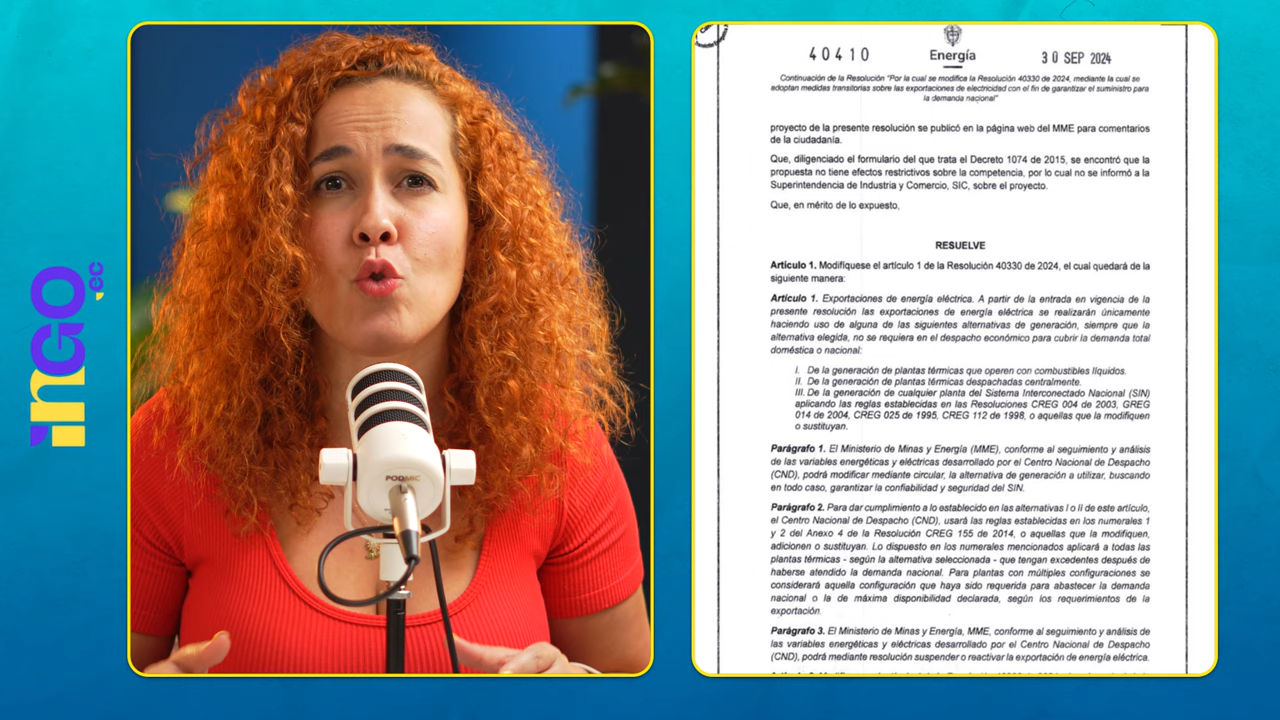 inGO.ec
PODMIC
40410
Energía
30 SEP 2024
Continuación de la Resolución "Por la cual se modifica la Resolución 40330 de 2024, mediante la cual se
adoptan medidas transitorias sobre las exportaciones de electricidad con el fin de garantizar el suministro para
la demanda nacional"
proyecto de la presente resolución se publicó en la página web del MME para comentarios
de la ciudadanía.
Que, diligenciado el formulario del que trata el Decreto 1074 de 2015, se encontró que la
propuesta no tiene efectos restrictivos sobre la competencia, por lo cual no se informó a la
Superintendencia de Industria y Comercio, SIC, sobre el proyecto.
Que, en mérito de lo expuesto,
RESUELVE
Artículo 1. Modifíquese el artículo 1 de la Resolución 40330 de 2024, el cual quedará de la
siguiente manera:
Artículo 1. Exportaciones de energía eléctrica. A partir de la entrada en vigencia de la
presente resolución las exportaciones de energía eléctrica se realizarán únicamente
haciendo uso de alguna de las siguientes alternativas de generación, siempre que la
alternativa elegida, no se requiera en el despacho económico para cubrir la demanda total
doméstica o nacional:
I. De la generación de plantas térmicas que operen con combustibles líquidos.
II. De la generación de plantas térmicas despachadas centralmente.
III. De la generación de cualquier planta del Sistema Interconectado Nacional (SIN)
aplicando las reglas establecidas en las Resoluciones CREG 004 de 2003, GREG
014 de 2004, CREG 025 de 1995, CREG 112 de 1998, o aquellas que la modifiquen
o sustituyan.
Parágrafo 1. El Ministerio de Minas y Energía (MME), conforme al seguimiento y análisis
de las variables energéticas y eléctricas desarrollado por el Centro Nacional de Despacho
(CND), podrá modificar mediante circular, la alternativa de generación a utilizar, buscando
en todo caso, garantizar la confiabilidad y seguridad del SIN.
Parágrafo 2. Para dar cumplimiento a lo establecido en las alternativas I o II de este artículo,
el Centro Nacional de Despacho (CND), usará las reglas establecidas en los numerales 1
y 2 del Anexo 4 de la Resolución CREG 155 de 2014, o aquellas que la modifiquen,
adicionen o sustituyan. Lo dispuesto en los numerales mencionados aplicará a todas las
plantas térmicas - según la alternativa seleccionada - que tengan excedentes después de
haberse atendido la demanda nacional. Para plantas con múltiples configuraciones se
considerará aquella configuración que haya sido requerida para abastecer la demanda
nacional o la de máxima disponibilidad declarada, según los requerimientos de la
exportación.
Parágrafo 3. El Ministerio de Minas y Energía, MME, conforme al seguimiento y análisis de
las variables energéticas y eléctricas desarrollado por el Centro Nacional de Despacho
(CND), podrá mediante resolución suspender o reactivar la exportación de energía eléctrica.